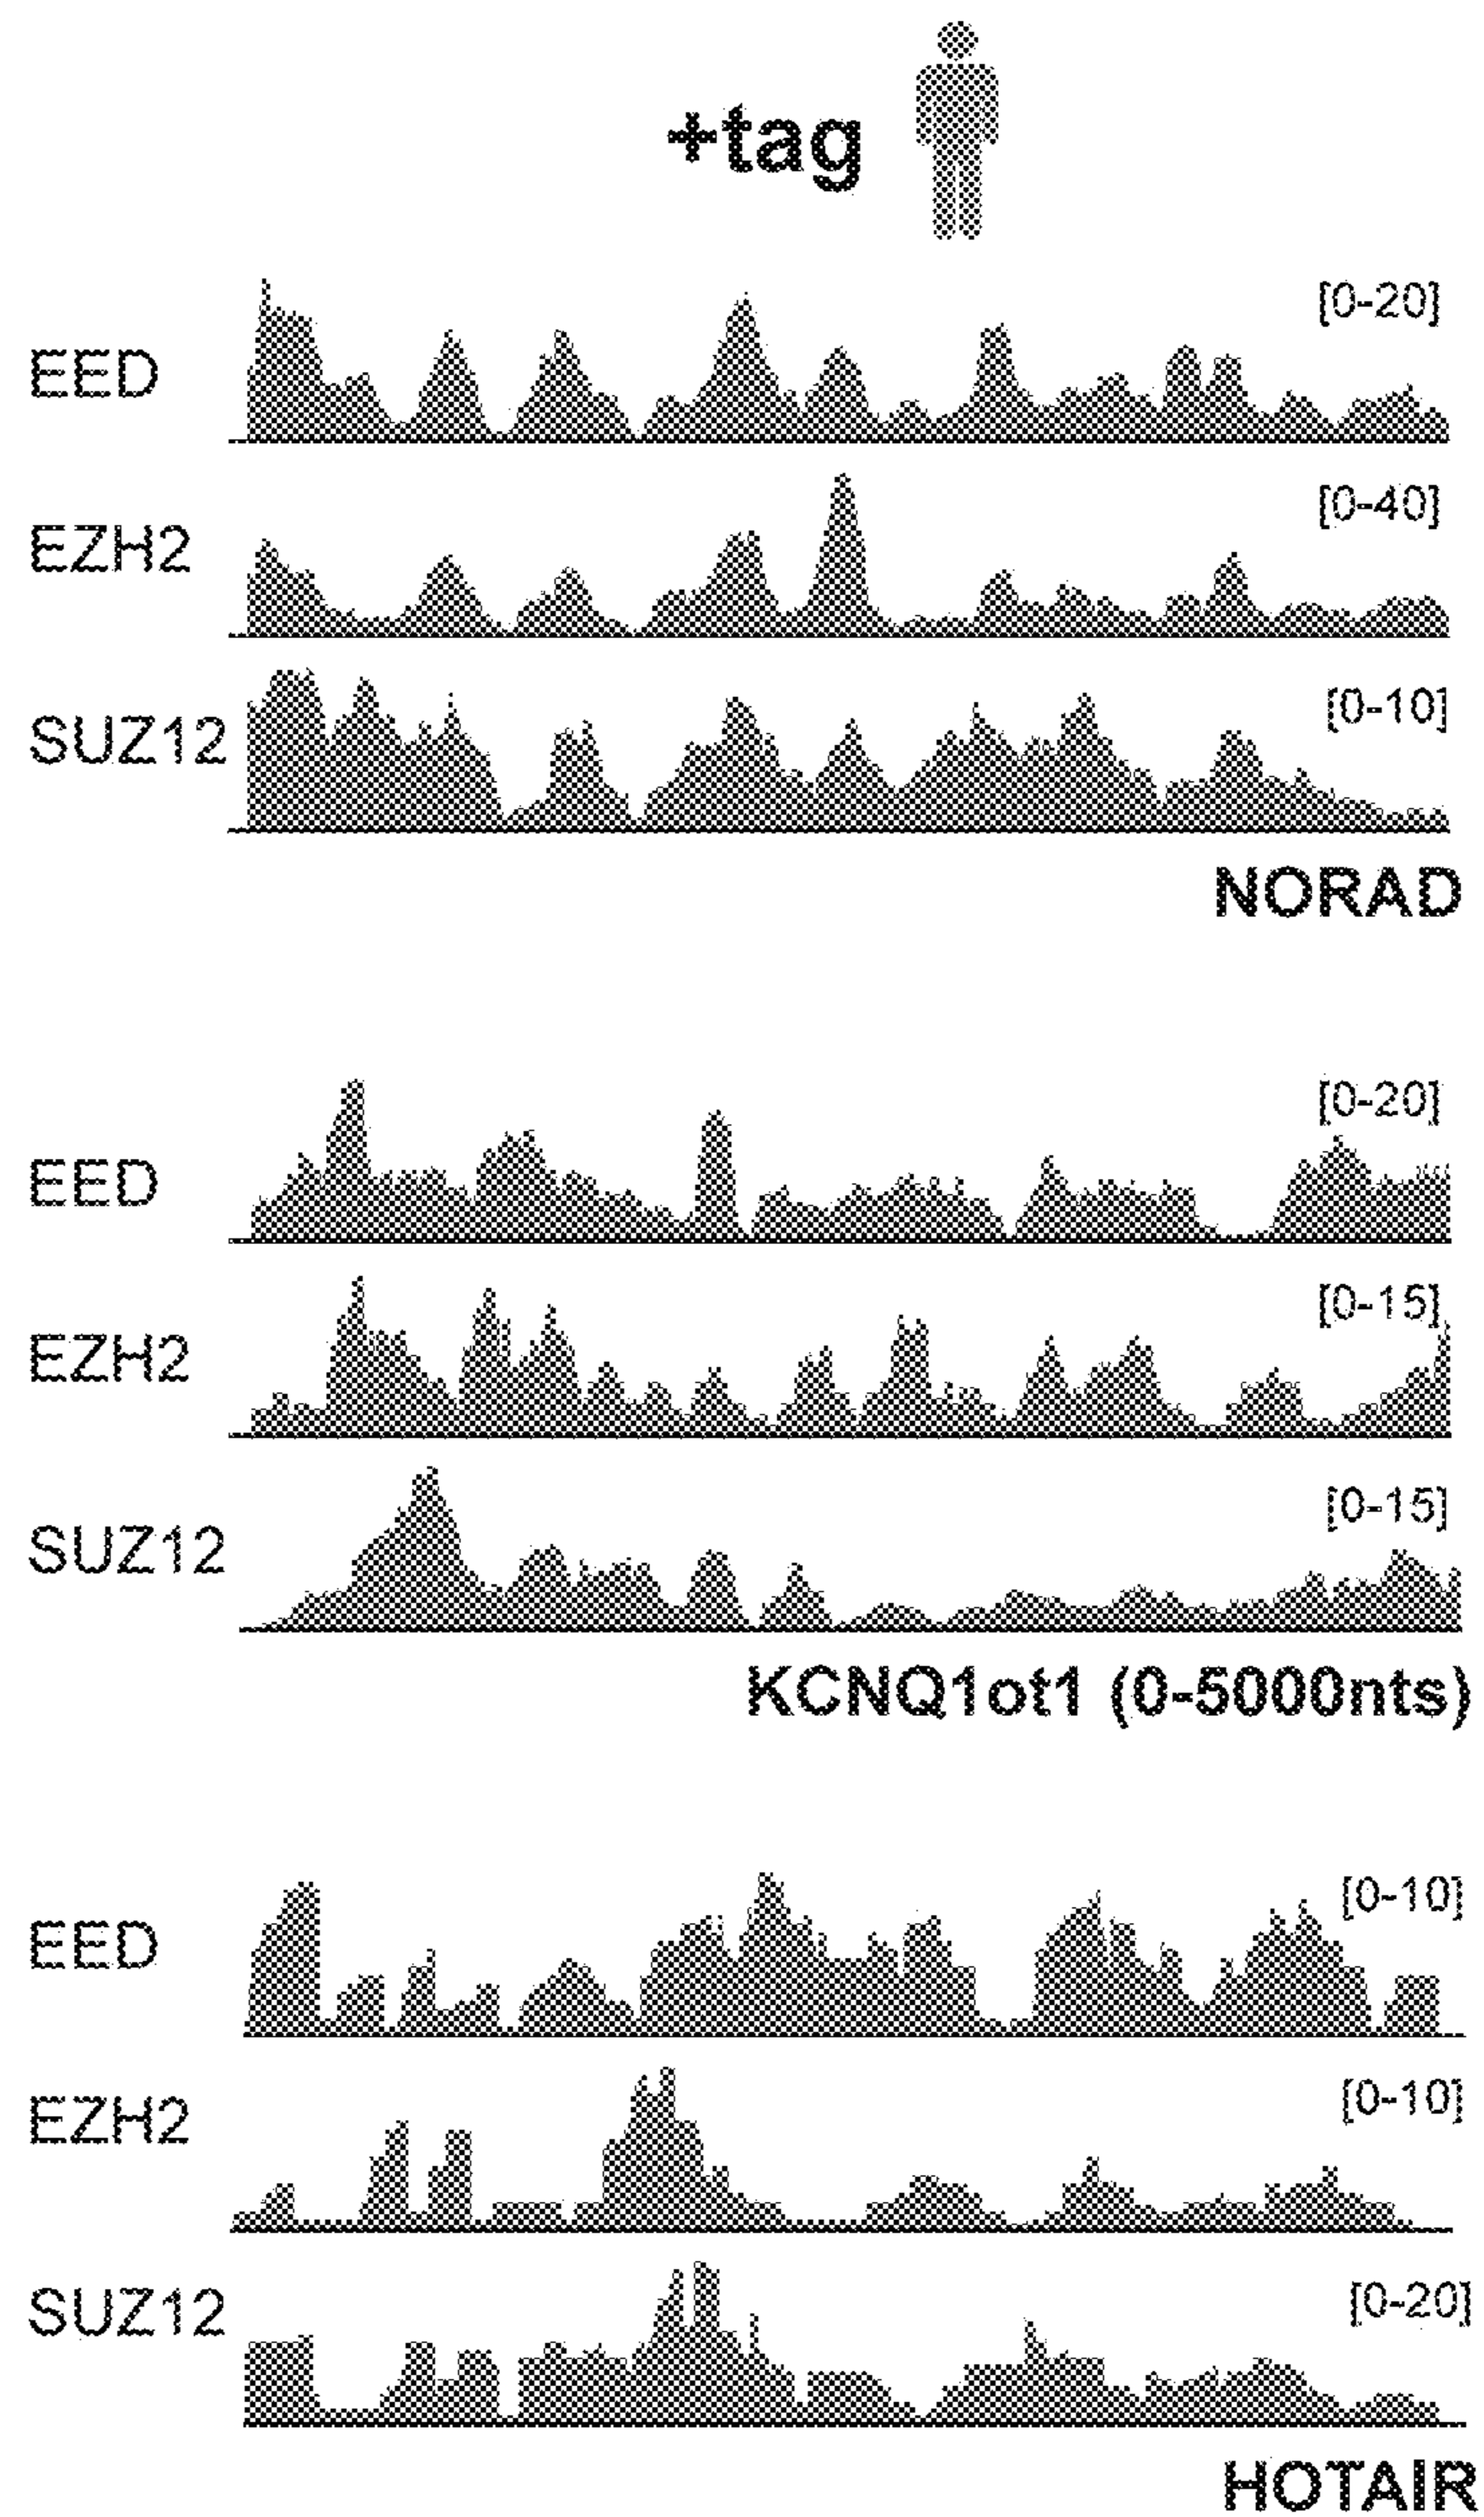 +tag
[0-20]
EED
[0-40]
EZH2
[0-10]
SUZ12
NORAD
[0-20]
EED
[0-15]
EZH2
[0-15]
SUZ12
KCNQ1ot1 (0-5000nts)
[0-10]
EED
[0-10]
EZH2
[0-20]
SUZ12
HOTAIR